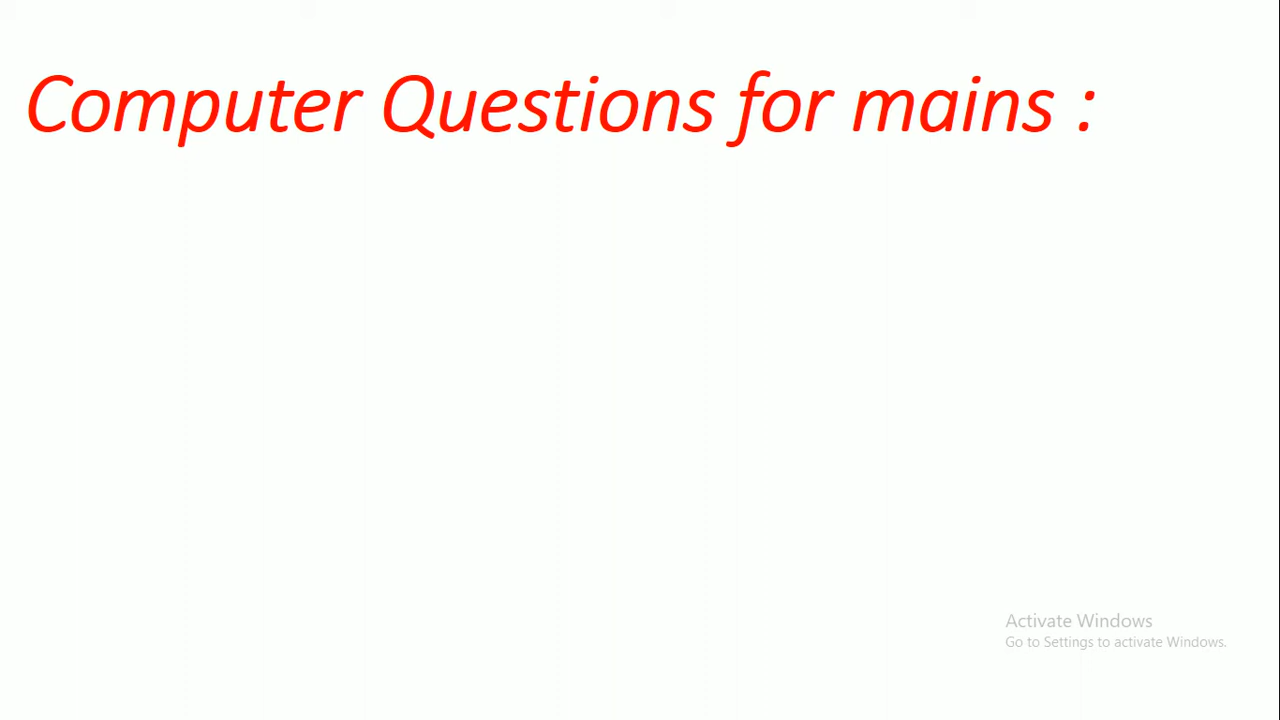 Computer Questions for mains :
Activate Windows
Go to Settings to activate Windows.